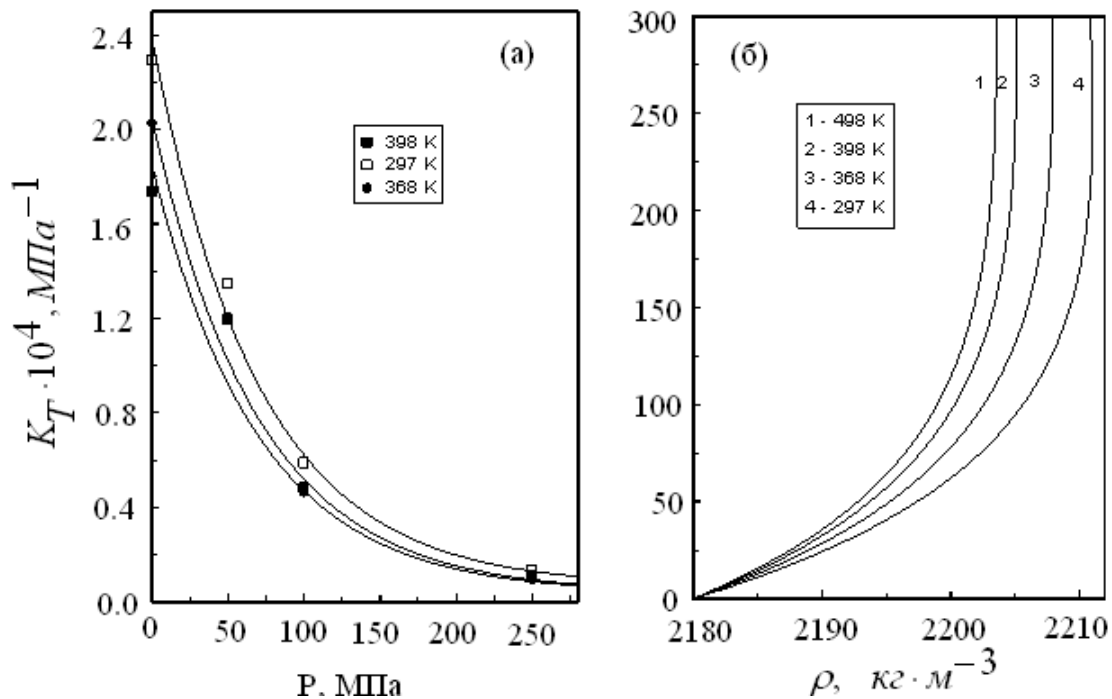 (а)
K_T · 10⁴, МПа⁻¹
2.4
2.0
1.6
1.2
0.8
0.4
0.0
398 K
297 K
368 K
0 50 100 150 200 250
Р, МПа
(б)
300
250
200
150
100
50
0
1 2 3 4
1 - 498 K
2 - 398 K
3 - 368 K
4 - 297 K
2180 2190 2200 2210
ρ, кг · м⁻³